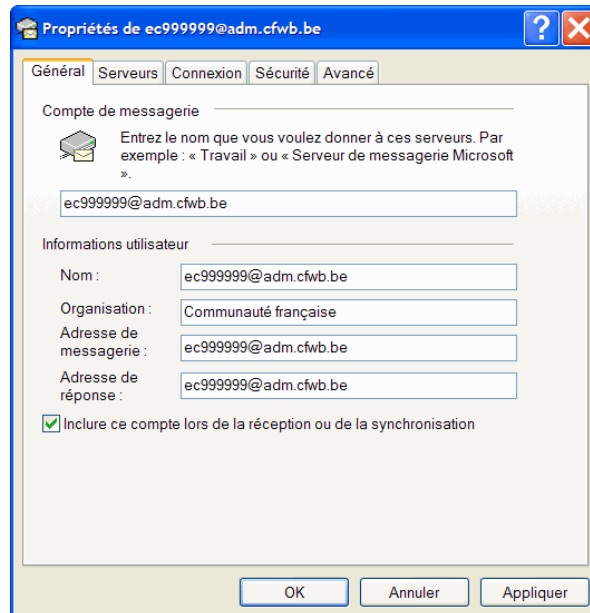 Propriétés de ec999999@adm.cfwb.be
Général Serveurs Connexion Sécurité Avancé
Compte de messagerie
Entrez le nom que vous voulez donner à ces serveurs. Par
exemple : « Travail » ou « Serveur de messagerie Microsoft
».
ec999999@adm.cfwb.be
Informations utilisateur
Nom : ec999999@adm.cfwb.be
Organisation : Communauté française
Adresse de
messagerie : ec999999@adm.cfwb.be
Adresse de
réponse : ec999999@adm.cfwb.be
Inclure ce compte lors de la réception ou de la synchronisation
OK Annuler Appliquer